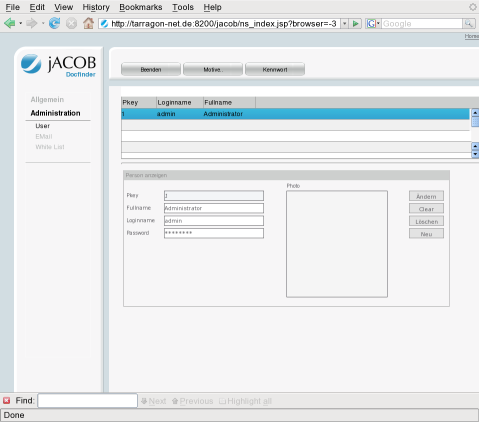 File Edit View History Bookmarks Tools Help
http://tarragon-net.de:8200/jacob/ns_index.jsp?browser=-3 G Google
Home
jACOB
Docfinder
Beenden Motive.. Kennwort
Allgemein
Administration
User
EMail
White List
Pkey Loginname Fullname
1 admin Administrator
Person anzeigen
Photo
Pkey
Fullname Administrator
Loginname admin
Password ********
Ändern
Clear
Löschen
Neu
Find: Next Previous Highlight all
Done